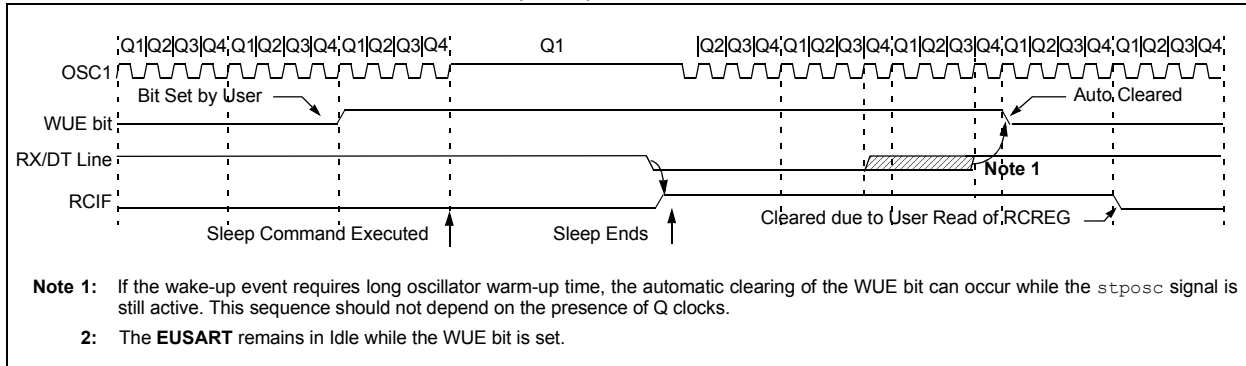 Q1|Q2|Q3|Q4|Q1|Q2|Q3|Q4|Q1|Q2|Q3|Q4 Q1 Q2|Q3|Q4|Q1|Q2|Q3|Q4|Q1|Q2|Q3|Q4|Q1|Q2|Q3|Q4|Q1|Q2|Q3|Q4
OSC1
Bit Set by User Auto Cleared
WUE bit
RX/DT Line
Note 1
RCIF
Cleared due to User Read of RCREG
Sleep Command Executed Sleep Ends
Note 1: If the wake-up event requires long oscillator warm-up time, the automatic clearing of the WUE bit can occur while the stposc signal is
still active. This sequence should not depend on the presence of Q clocks.
2: The EUSART remains in Idle while the WUE bit is set.